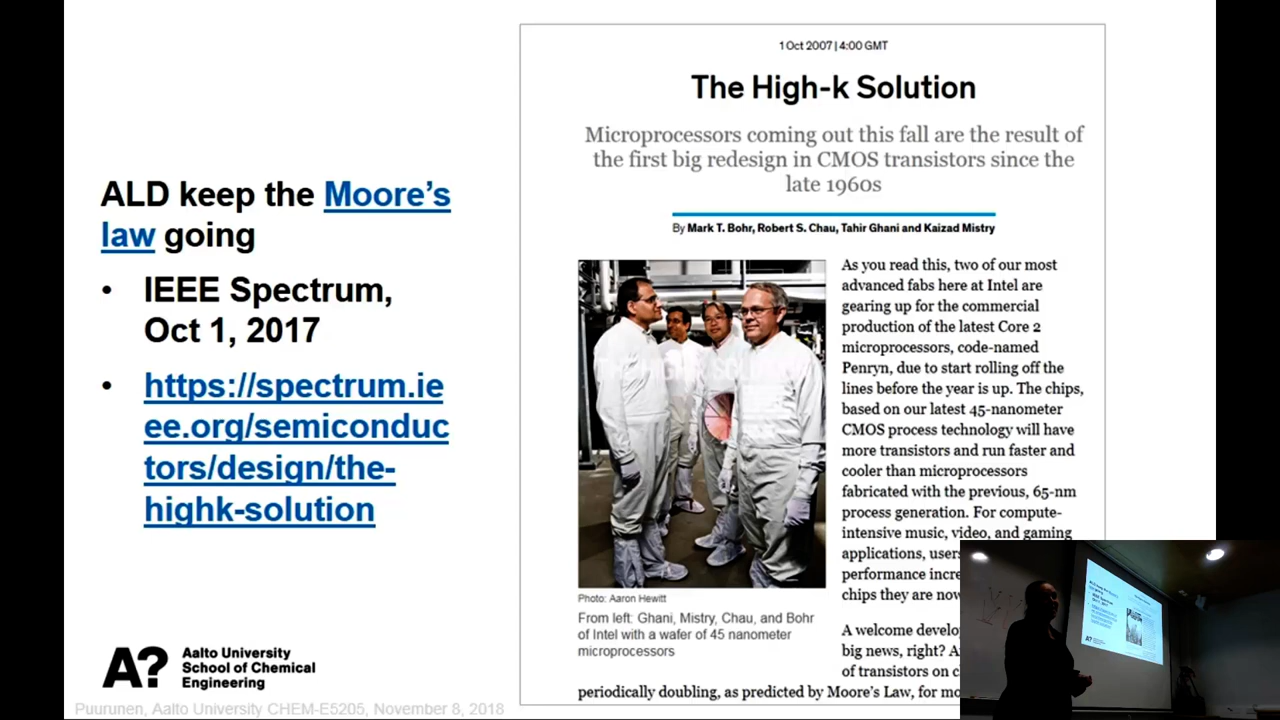 ALD keep the Moore's
law going
• IEEE Spectrum,
Oct 1, 2017
• https://spectrum.ie
ee.org/semiconduc
tors/design/the-
highk-solution
A?
Aalto University
School of Chemical
Engineering
Puurunen, Aalto University CHEM-E5205, November 8, 2018
1 Oct 2007 | 4:00 GMT
The High-k Solution
Microprocessors coming out this fall are the result of
the first big redesign in CMOS transistors since the
late 1960s
By Mark T. Bohr, Robert S. Chau, Tahir Ghani and Kaizad Mistry
As you read this, two of our most
advanced fabs here at Intel are
gearing up for the commercial
production of the latest Core 2
microprocessors, code-named
Penryn, due to start rolling off the
lines before the year is up. The chips,
based on our latest 45-nanometer
CMOS process technology will have
more transistors and run faster and
cooler than microprocessors
fabricated with the previous, 65-nm
process generation. For compute-
intensive music, video, and gaming
applications, users
performance incre
chips they are now
Photo: Aaron Hewitt
From left: Ghani, Mistry, Chau, and Bohr
of Intel with a wafer of 45 nanometer
microprocessors
A welcome develo
big news, right? A
of transistors on c
periodically doubling, as predicted by Moore's Law, for mo